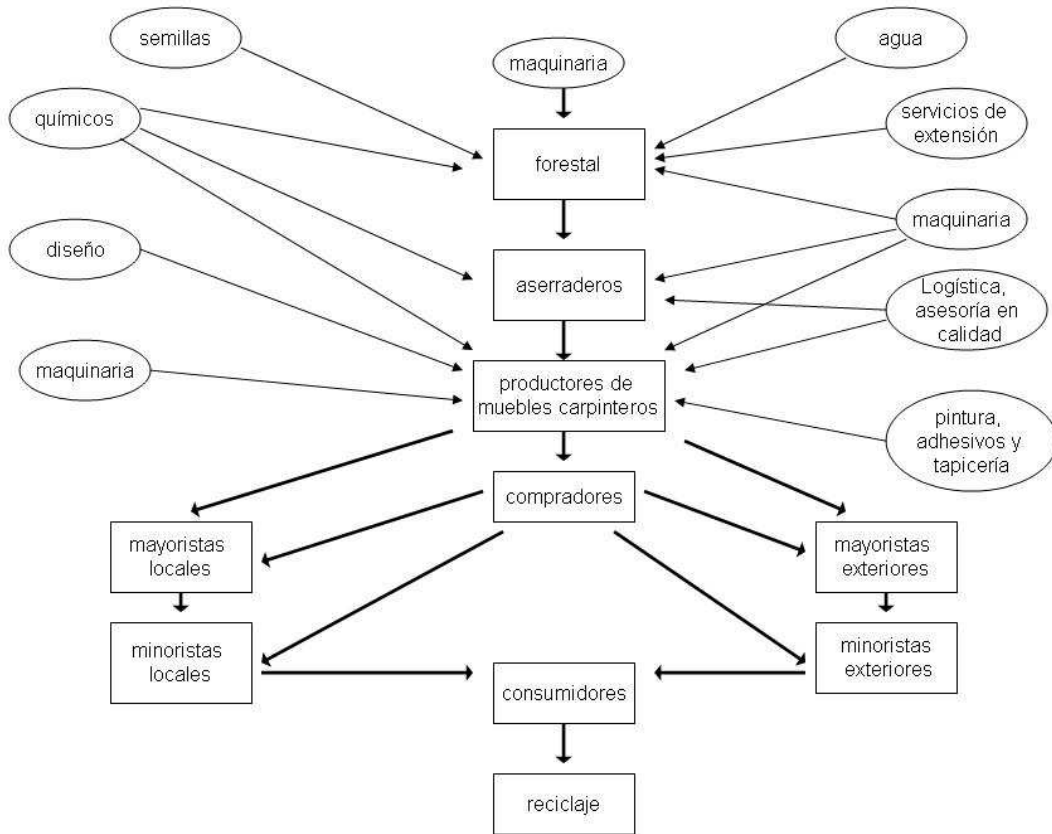 semillas
maquinaria
agua
químicos
servicios de
extensión
forestal
diseño
maquinaria
aserraderos
Logística,
asesoría en
calidad
maquinaria
productores de
muebles carpinteros
pintura,
adhesivos y
tapicería
compradores
mayoristas
locales
mayoristas
exteriores
minoristas
locales
minoristas
exteriores
consumidores
reciclaje